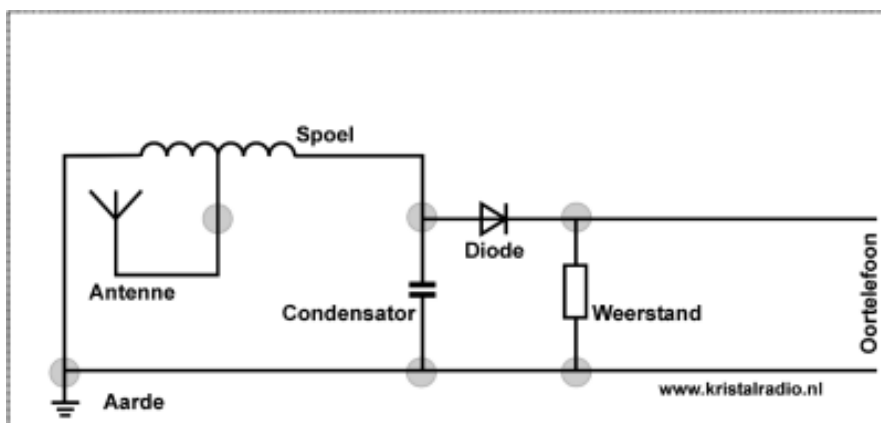 Spoel
Antenne
Diode
Condensator
Weerstand
Oortelefoon
Aarde
www.kristalradio.nl